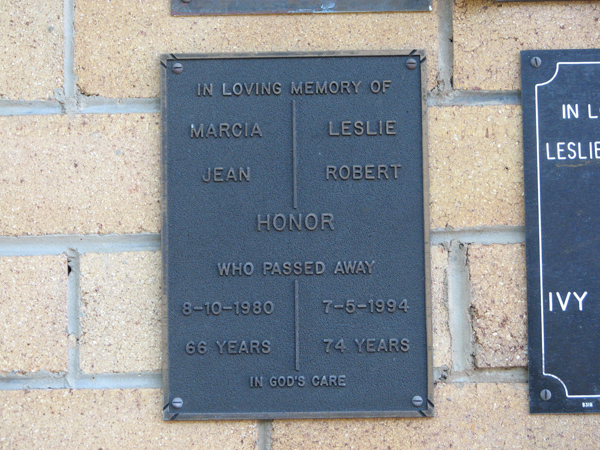 IN LOVING MEMORY OF
MARCIA LESLIE
JEAN ROBERT
HONOR
WHO PASSED AWAY
8-10-1980 7-5-1994
66 YEARS 74 YEARS
IN GOD'S CARE
IN L
LESLIE
IVY